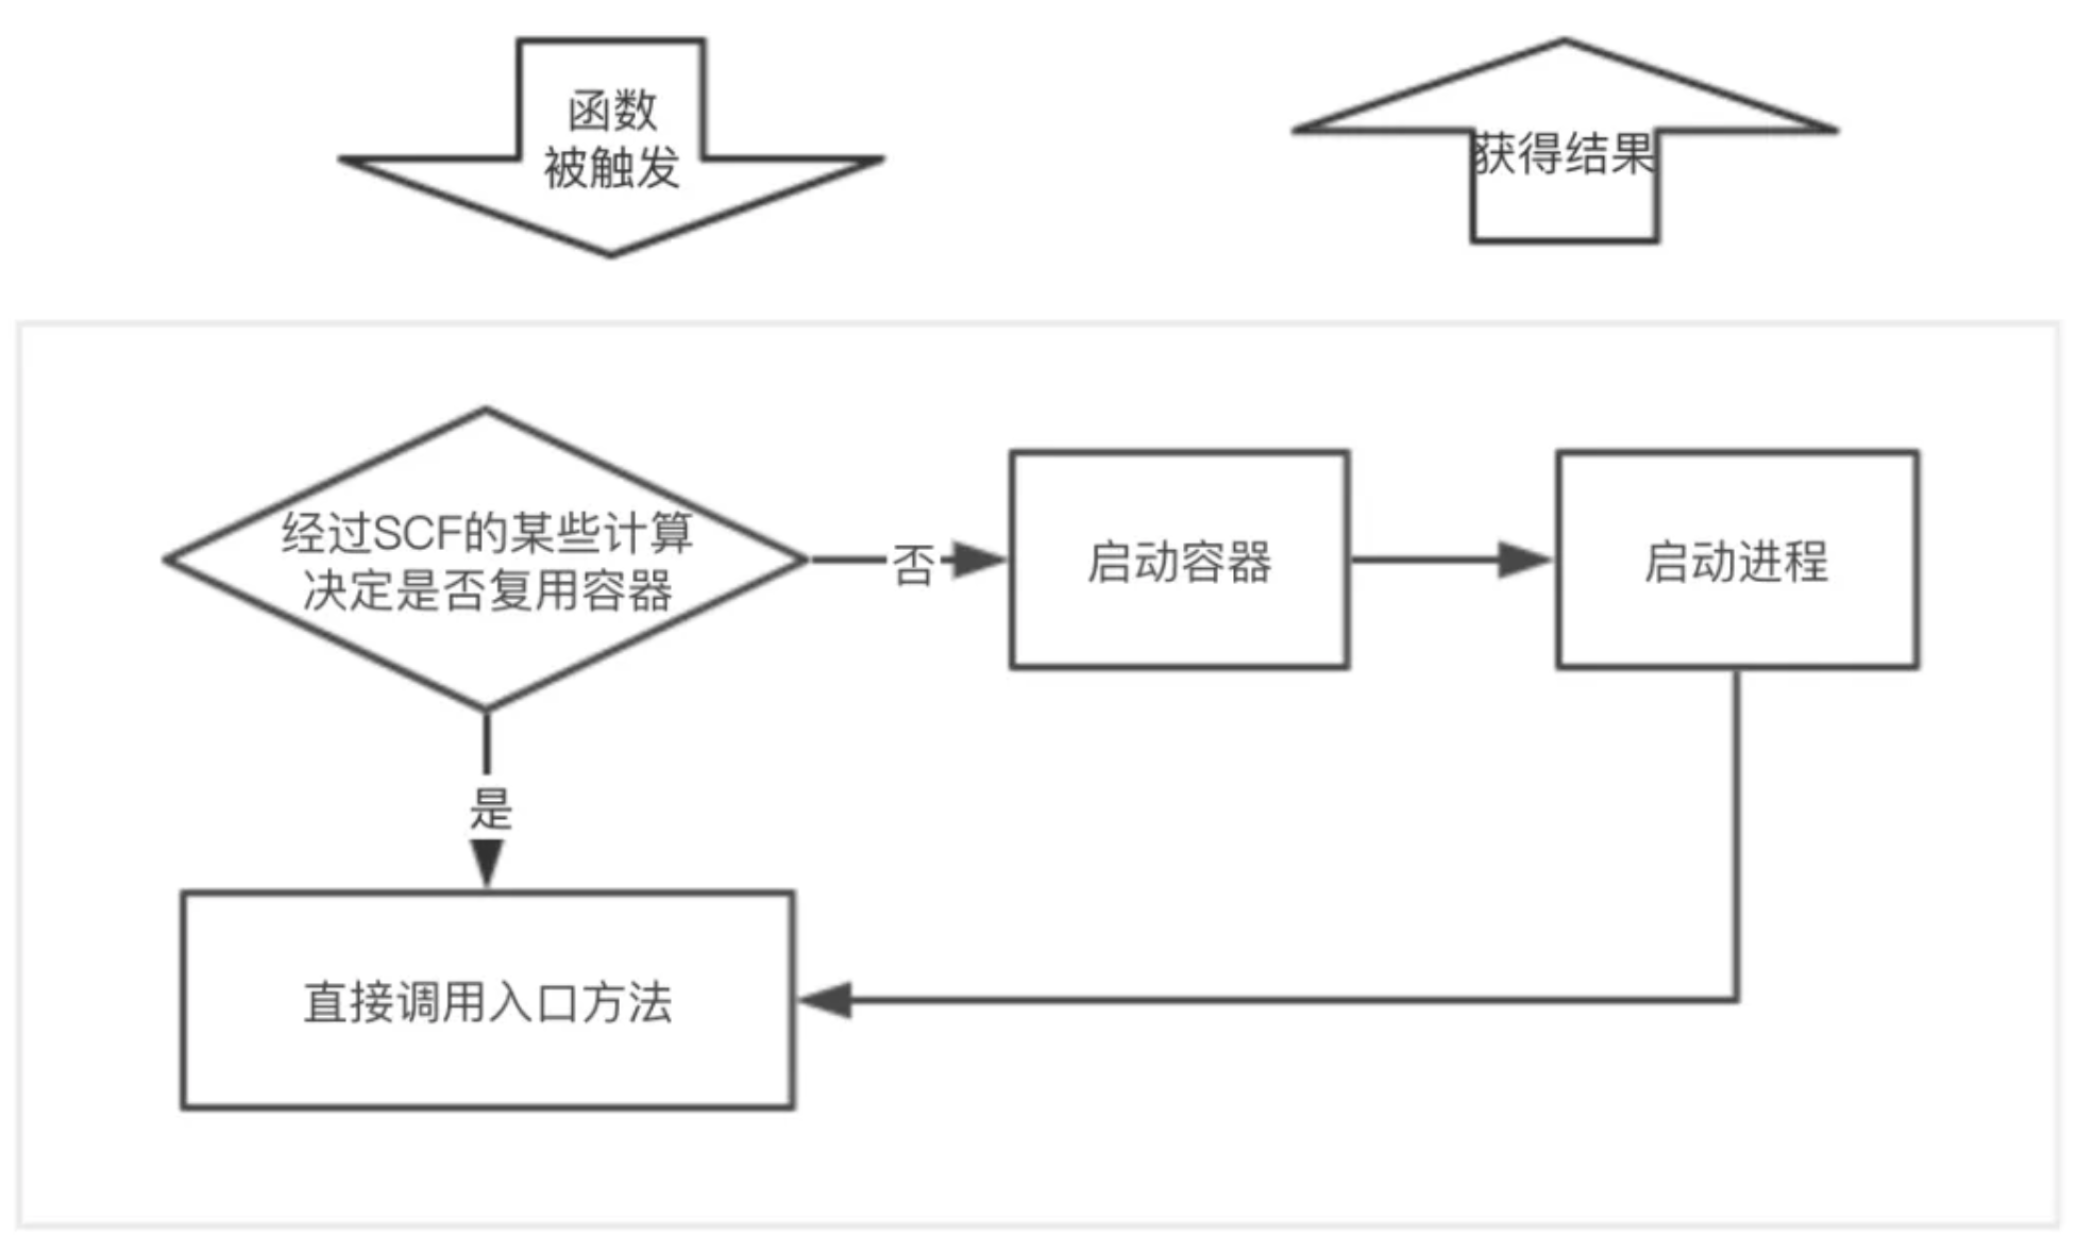 函数
被触发
获得结果
经过SCF的某些计算
决定是否复用容器
否
启动容器
启动进程
是
直接调用入口方法